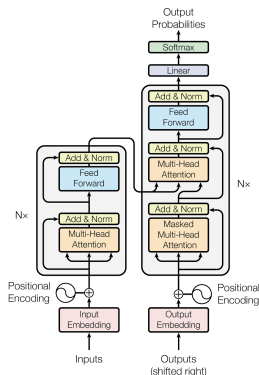 Output
Probabilities
Softmax
Linear
Add & Norm
Feed
Forward
Add & Norm
Multi-Head
Attention
Add & Norm
Masked
Multi-Head
Attention
N×
Add & Norm
Feed
Forward
Add & Norm
Multi-Head
Attention
N×
Positional
Encoding
Positional
Encoding
Input
Embedding
Output
Embedding
Inputs
Outputs
(shifted right)